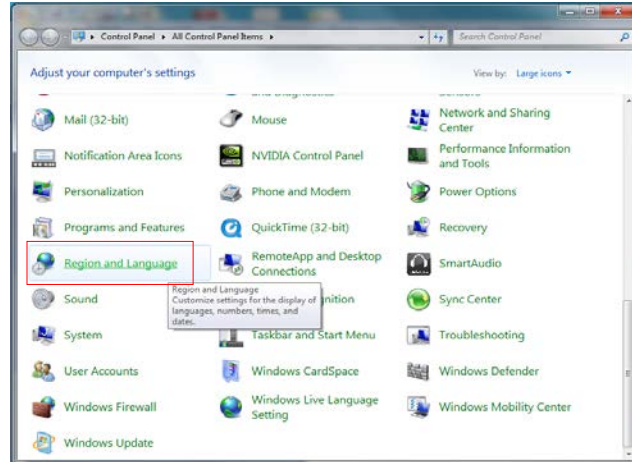 Control Panel ▸ All Control Panel Items ▸
Search Control Panel
Adjust your computer's settings
View by: Large icons
Mail (32-bit)
Mouse
Network and Sharing
Center
Notification Area Icons
NVIDIA Control Panel
Performance Information
and Tools
Personalization
Phone and Modem
Power Options
Programs and Features
QuickTime (32-bit)
Recovery
Region and Language
RemoteApp and Desktop
Connections
SmartAudio
Region and Language
Customize settings for the display of
languages, numbers, times, and
dates.
Sound
Sync Center
System
Taskbar and Start Menu
Troubleshooting
User Accounts
Windows CardSpace
Windows Defender
Windows Firewall
Windows Live Language
Setting
Windows Mobility Center
Windows Update